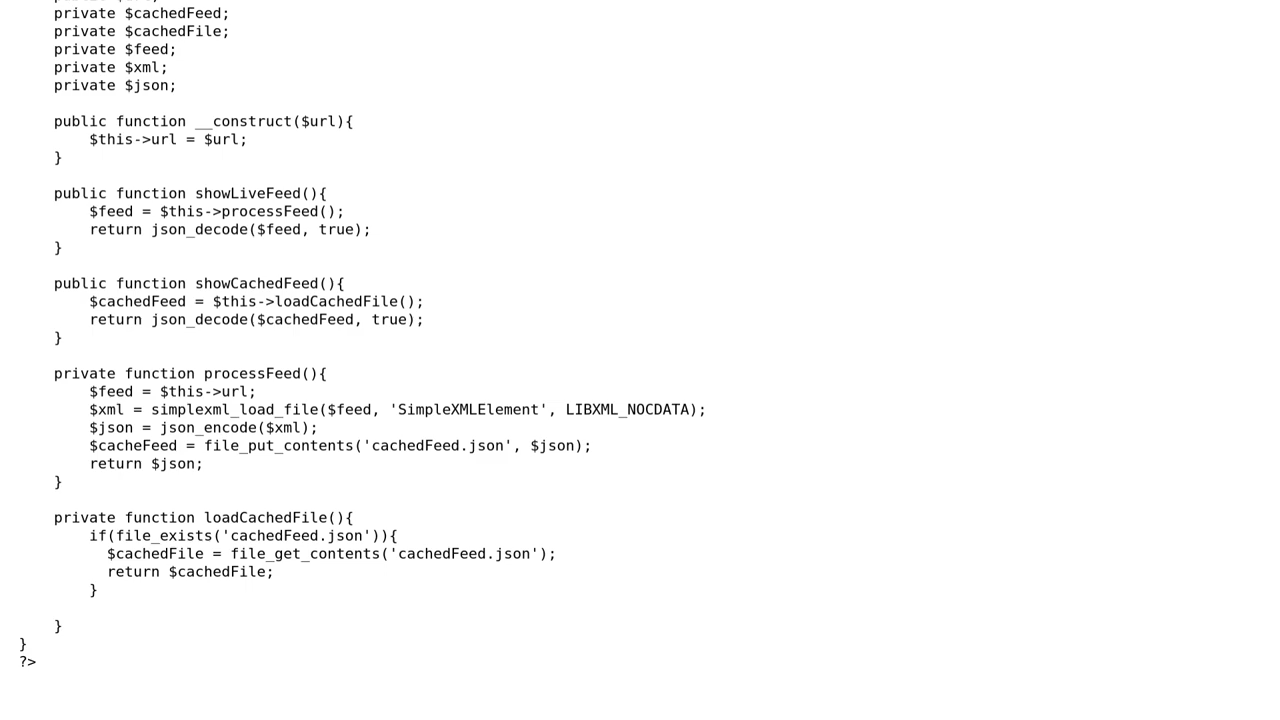 private $cachedFeed;
private $cachedFile;
private $feed;
private $xml;
private $json;
public function __construct($url){
$this->url = $url;
}
public function showLiveFeed(){
$feed = $this->processFeed();
return json_decode($feed, true);
}
public function showCachedFeed(){
$cachedFeed = $this->loadCachedFile();
return json_decode($cachedFeed, true);
}
private function processFeed(){
$feed = $this->url;
$xml = simplexml_load_file($feed, 'SimpleXMLElement', LIBXML_NOCDATA);
$json = json_encode($xml);
$cacheFeed = file_put_contents('cachedFeed.json', $json);
return $json;
}
private function loadCachedFile(){
if(file_exists('cachedFeed.json')){
$cachedFile = file_get_contents('cachedFeed.json');
return $cachedFile;
}
}
}
?>